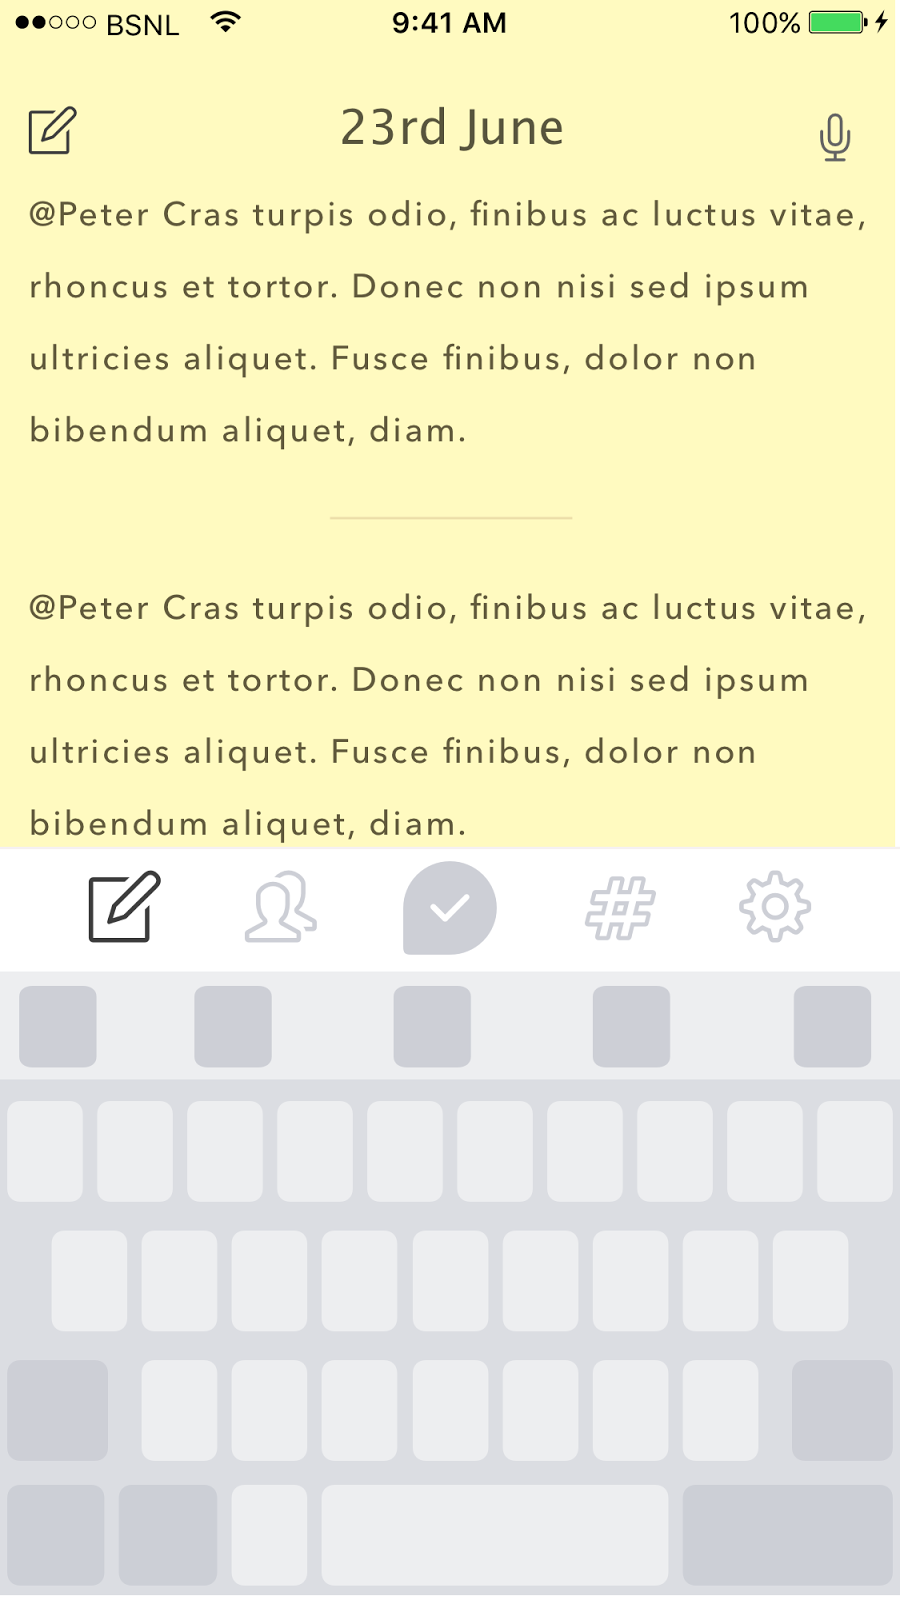 BSNL 9:41 AM 100%
23rd June
@Peter Cras turpis odio, finibus ac luctus vitae,
rhoncus et tortor. Donec non nisi sed ipsum
ultricies aliquet. Fusce finibus, dolor non
bibendum aliquet, diam.
@Peter Cras turpis odio, finibus ac luctus vitae,
rhoncus et tortor. Donec non nisi sed ipsum
ultricies aliquet. Fusce finibus, dolor non
bibendum aliquet, diam.